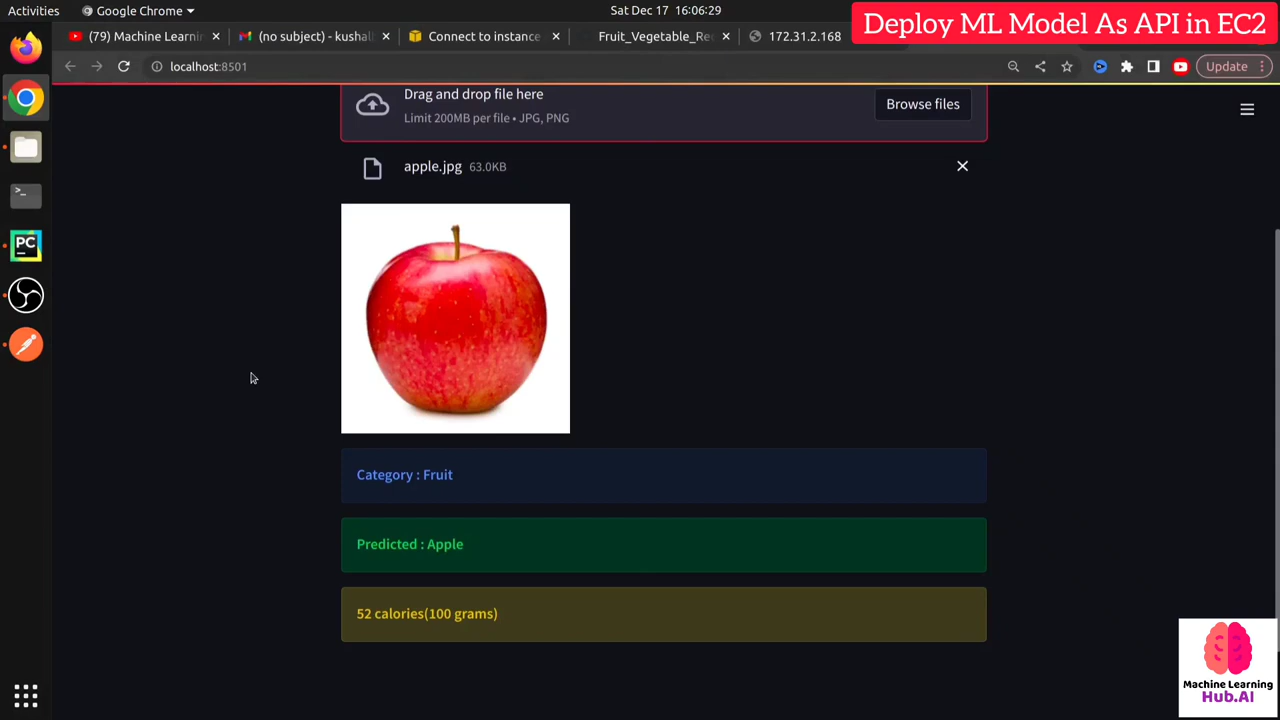 Activities
Google Chrome
Sat Dec 17 16:06:29
Deploy ML Model As API in EC2
(79) Machine Learnin
(no subject) - kushal
Connect to instance
Fruit_Vegetable_Re
172.31.2.168
localhost:8501
Update
Drag and drop file here
Limit 200MB per file • JPG, PNG
Browse files
apple.jpg 63.0KB
Category : Fruit
Predicted : Apple
52 calories(100 grams)
PC
Machine Learning
Hub.AI